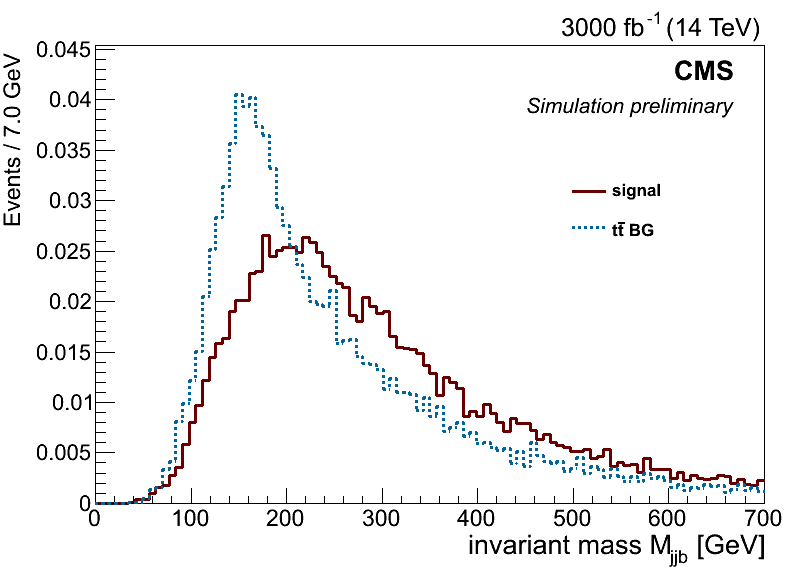 3000 fb⁻¹ (14 TeV)
CMS
Simulation preliminary
signal
tt̄ BG
Events / 7.0 GeV
0.045
0.04
0.035
0.03
0.025
0.02
0.015
0.01
0.005
0
0 100 200 300 400 500 600 700
invariant mass M_jjb [GeV]